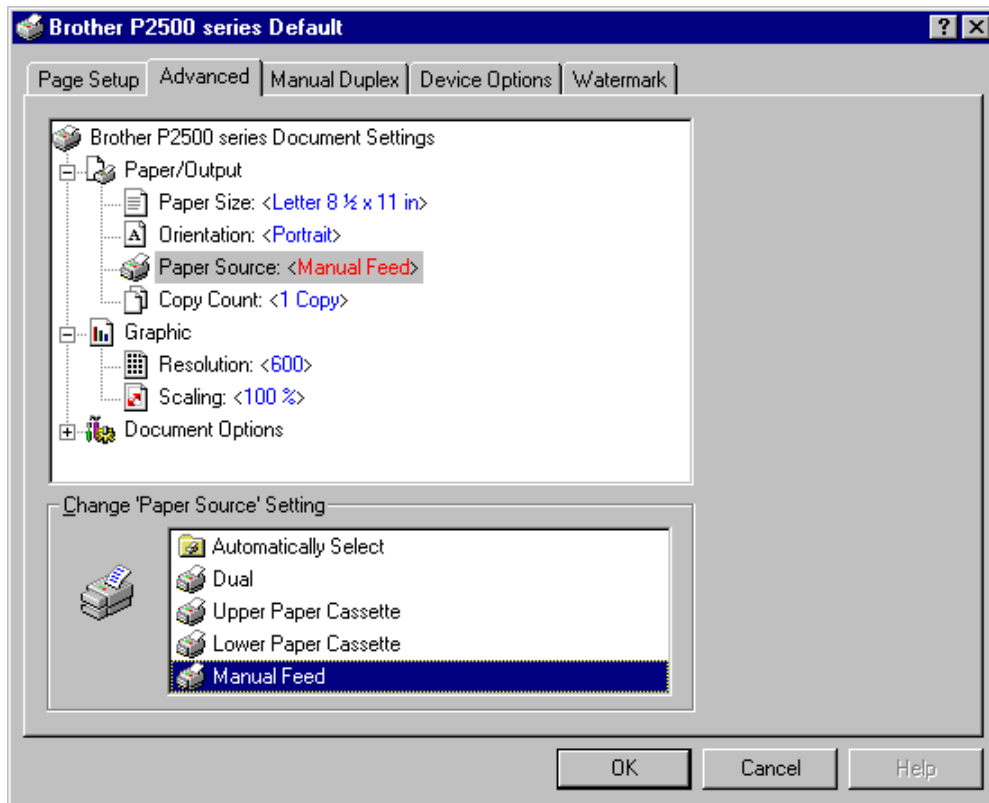 Brother P2500 series Default
Page Setup Advanced Manual Duplex Device Options Watermark
Brother P2500 series Document Settings
Paper/Output
Paper Size: <Letter 8 ½ x 11 in>
Orientation: <Portrait>
Paper Source: <Manual Feed>
Copy Count: <1 Copy>
Graphic
Resolution: <600>
Scaling: <100 %>
Document Options
Change 'Paper Source' Setting
Automatically Select
Dual
Upper Paper Cassette
Lower Paper Cassette
Manual Feed
OK Cancel Help